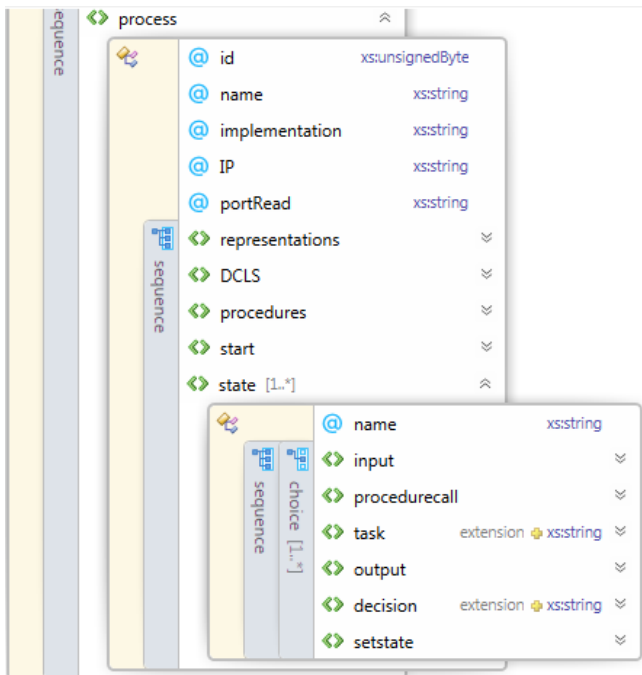 sequence
process
id xs:unsignedByte
name xs:string
implementation xs:string
IP xs:string
portRead xs:string
sequence
representations
DCLS
procedures
start
state [1..*]
sequence
choice [1..*]
name xs:string
input
procedurecall
task extension xs:string
output
decision extension xs:string
setstate